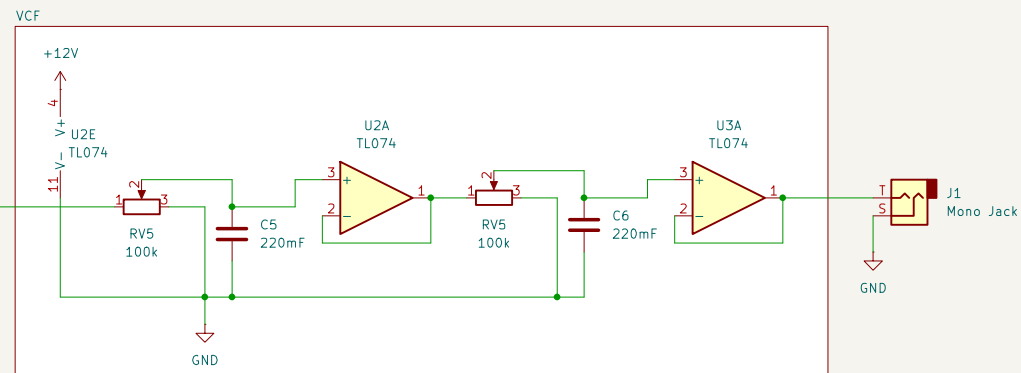 VCF
+12V
4
V+
U2E
TL074
V-
11
1
2
3
RV5
100k
C5
220mF
U2A
TL074
3
+
2
-
1
1
2
3
RV5
100k
C6
220mF
U3A
TL074
3
+
2
-
1
T
S
J1
Mono Jack
GND
GND